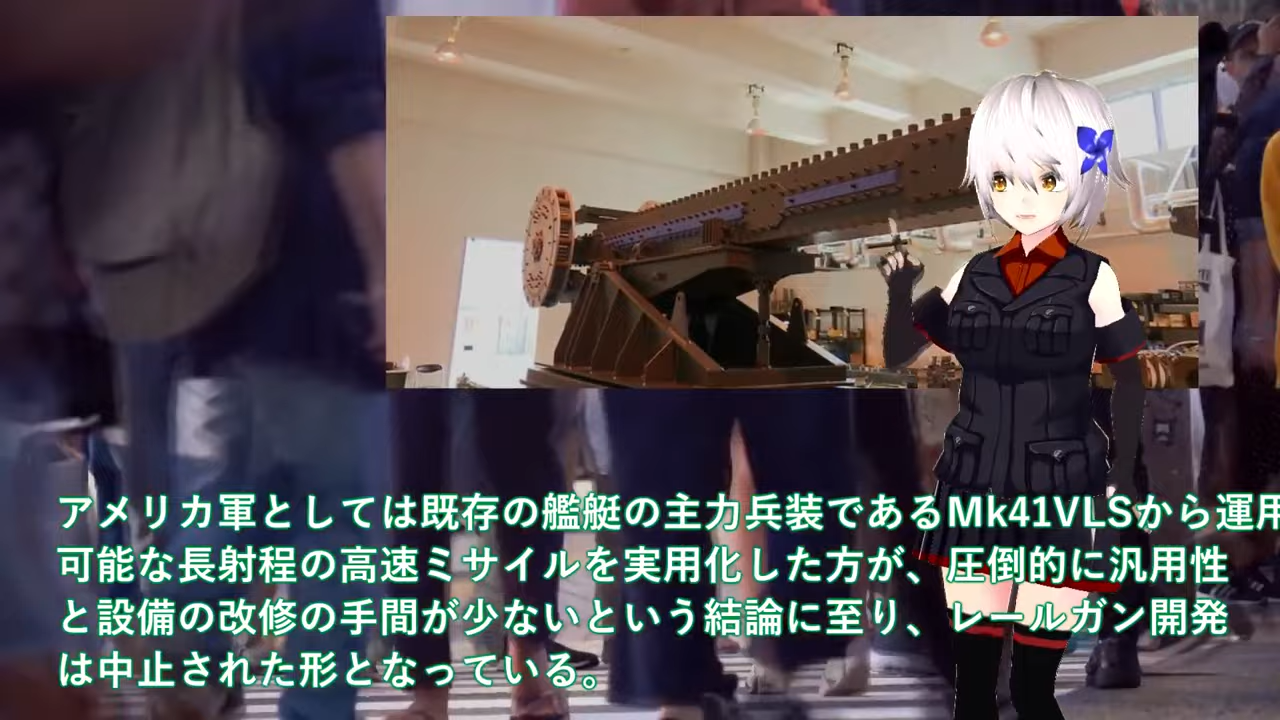 アメリカ軍としては既存の艦艇の主力兵装であるMk41VLSから運用
可能な長射程の高速ミサイルを実用化した方が、圧倒的に汎用性
と設備の改修の手間が少ないという結論に至り、レールガン開発
は中止された形となっている。